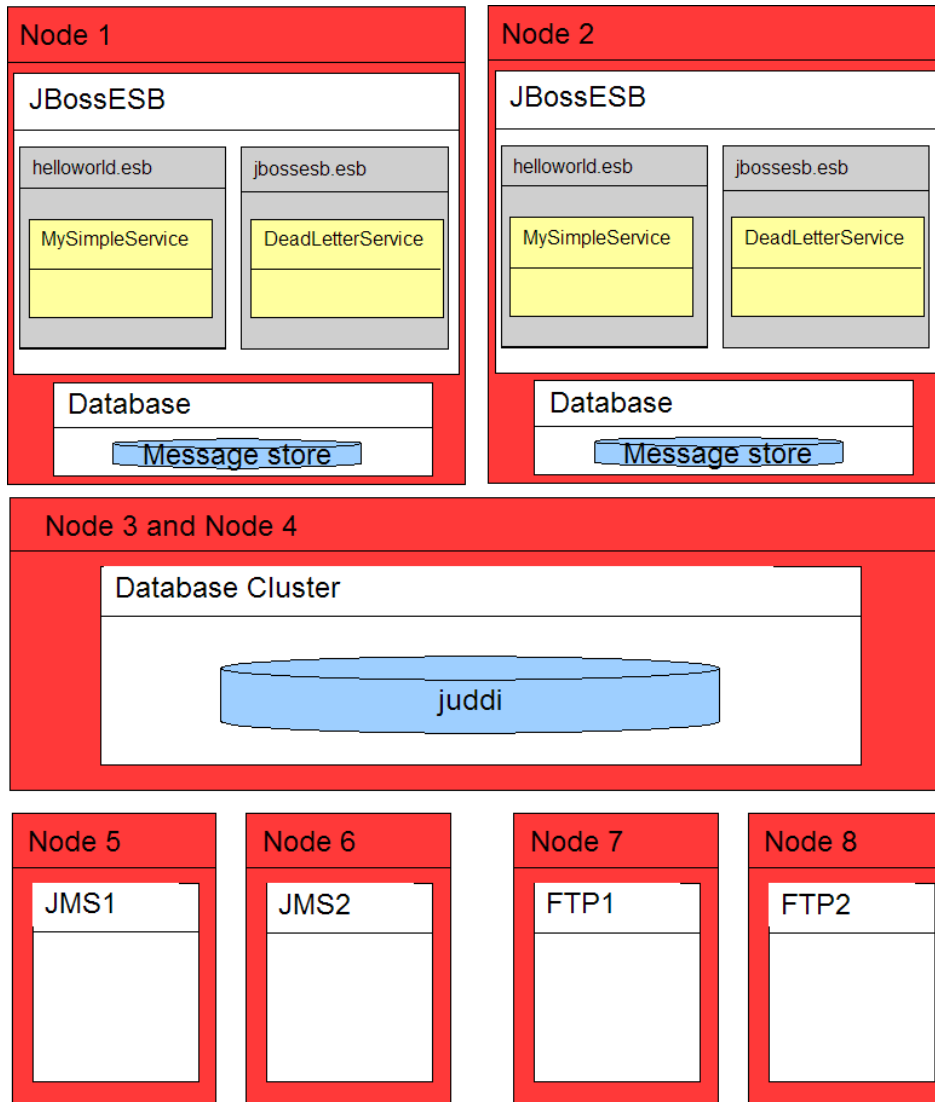 Node 1
JBossESB
helloworld.esb
jbossesb.esb
MySimpleService
DeadLetterService
Database
Message store
Node 2
JBossESB
helloworld.esb
jbossesb.esb
MySimpleService
DeadLetterService
Database
Message store
Node 3 and Node 4
Database Cluster
juddi
Node 5
JMS1
Node 6
JMS2
Node 7
FTP1
Node 8
FTP2